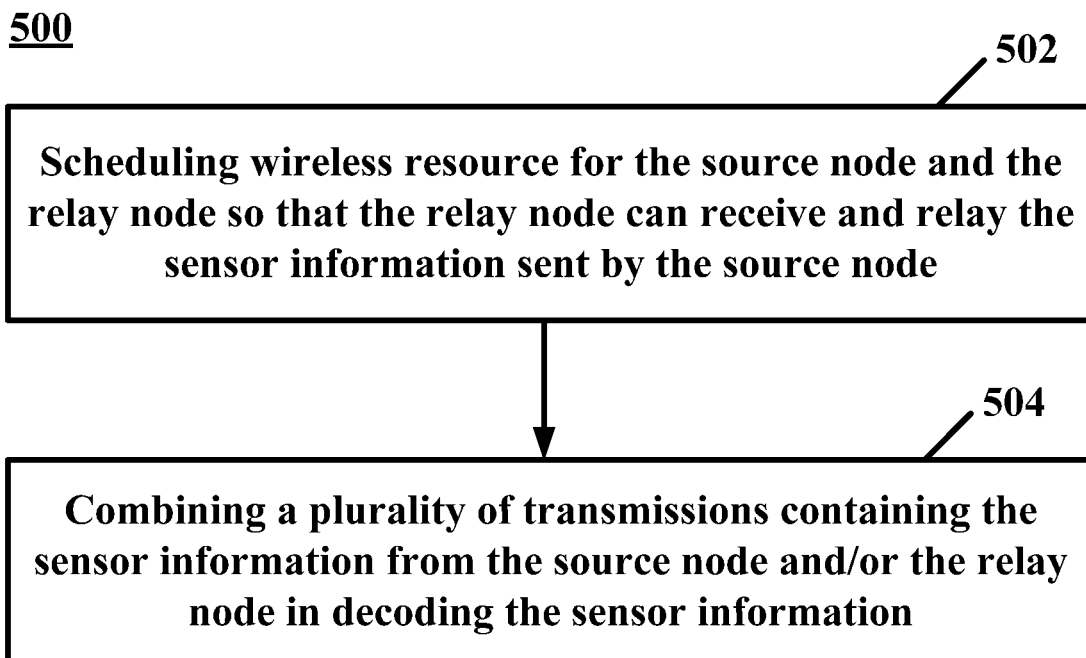 500
502
Scheduling wireless resource for the source node and the
relay node so that the relay node can receive and relay the
sensor information sent by the source node
504
Combining a plurality of transmissions containing the
sensor information from the source node and/or the relay
node in decoding the sensor information